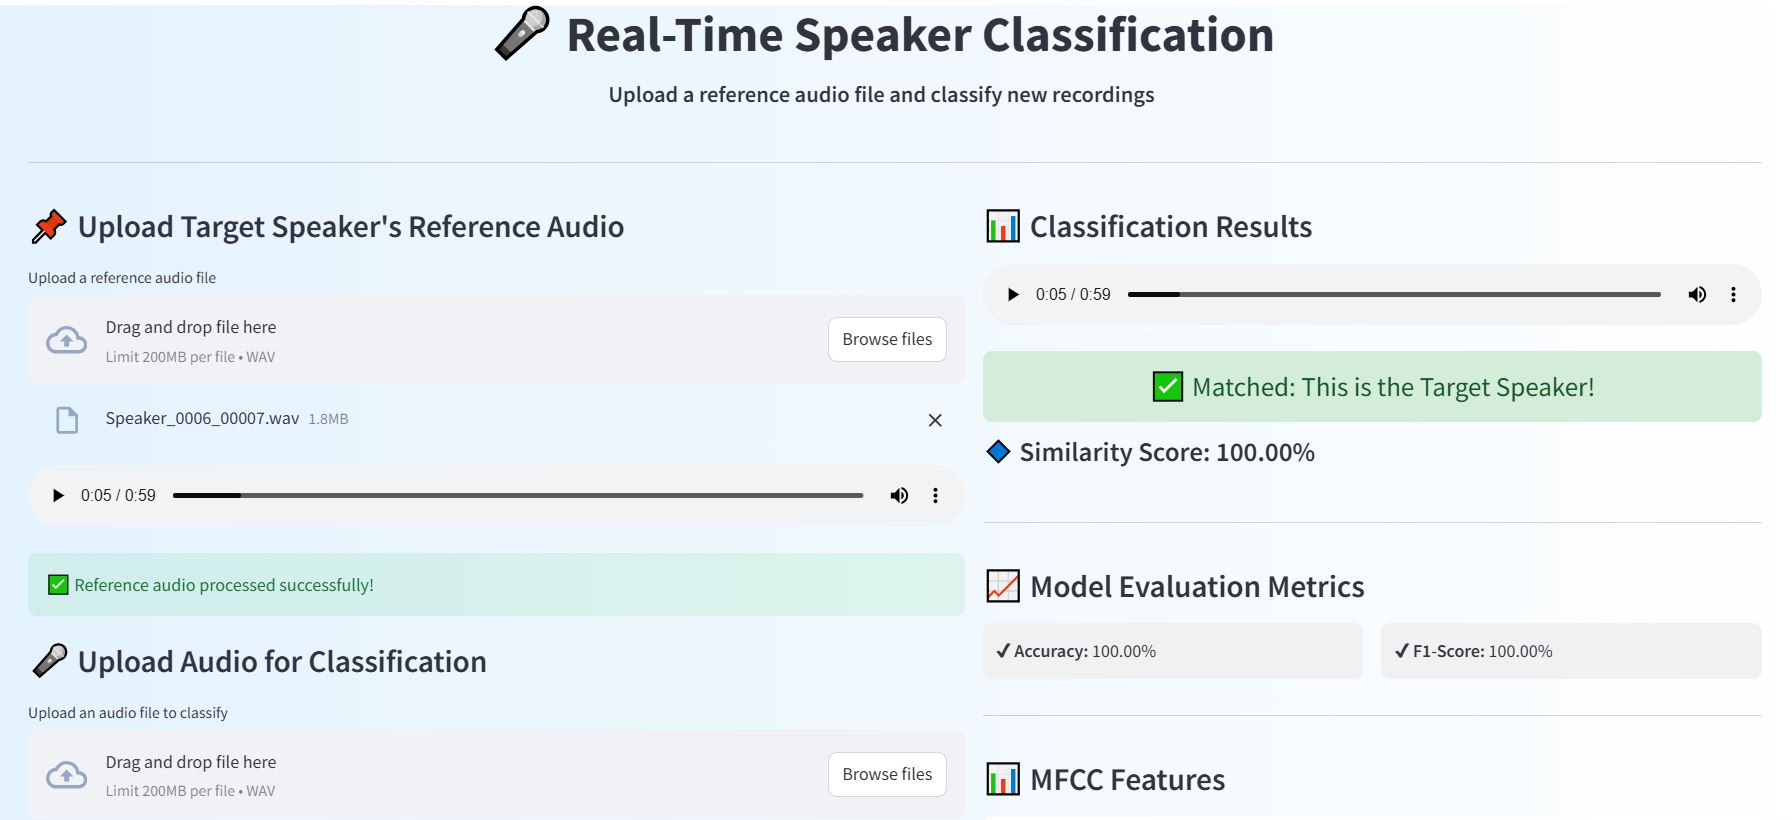 Real-Time Speaker Classification
Upload a reference audio file and classify new recordings
Upload Target Speaker's Reference Audio
Upload a reference audio file
Drag and drop file here
Limit 200MB per file • WAV
Browse files
Speaker_0006_00007.wav 1.8MB
0:05 / 0:59
Reference audio processed successfully!
Upload Audio for Classification
Upload an audio file to classify
Drag and drop file here
Limit 200MB per file • WAV
Browse files
Classification Results
0:05 / 0:59
Matched: This is the Target Speaker!
Similarity Score: 100.00%
Model Evaluation Metrics
✔ Accuracy: 100.00%
✔ F1-Score: 100.00%
MFCC Features